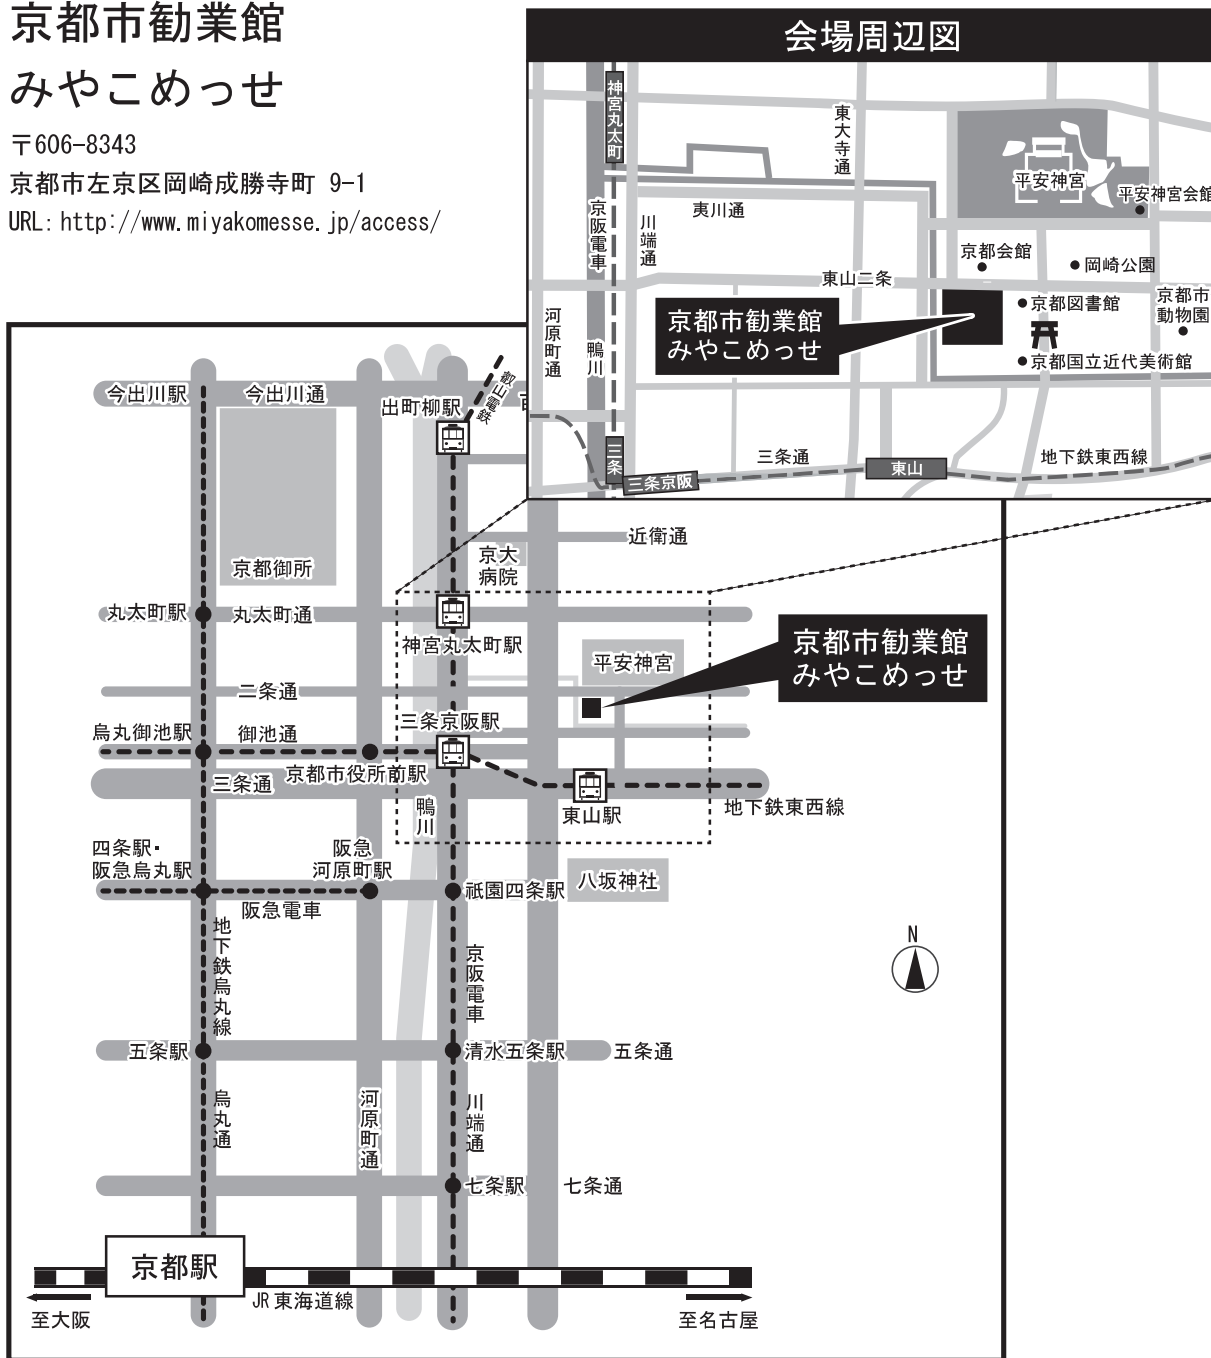 京都市勧業館
みやこめっせ
〒606-8343
京都市左京区岡崎成勝寺町 9-1
URL: http://www.miyakomesse.jp/access/
会場周辺図
神宮丸太町
東大寺通
平安神宮
平安神宮会館
京阪電車
川端通
夷川通
京都会館
岡崎公園
東山二条
河原町通
鴨川
京都市勧業館
みやこめっせ
京都図書館
京都市
動物園
京都国立近代美術館
三条
三条京阪
三条通
東山
地下鉄東西線
今出川駅
今出川通
出町柳駅
叡山電鉄
京都御所
近衛通
京大
病院
丸太町駅
丸太町通
神宮丸太町駅
平安神宮
京都市勧業館
みやこめっせ
二条通
三条京阪駅
烏丸御池駅
御池通
京都市役所前駅
三条通
鴨川
東山駅
地下鉄東西線
四条駅・
阪急烏丸駅
阪急
河原町駅
祇園四条駅
八坂神社
阪急電車
地下鉄烏丸線
京阪電車
N
五条駅
清水五条駅
五条通
烏丸通
河原町通
川端通
七条駅
七条通
京都駅
JR東海道線
至大阪
至名古屋